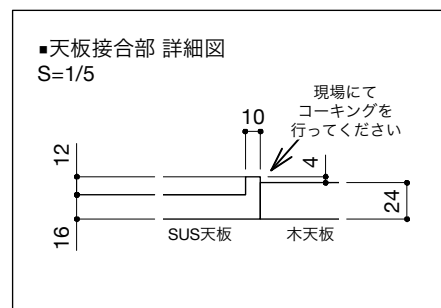 ■天板接合部 詳細図
S=1/5
現場にて
コーキングを
行ってください
10
12
4
24
16
SUS天板
木天板